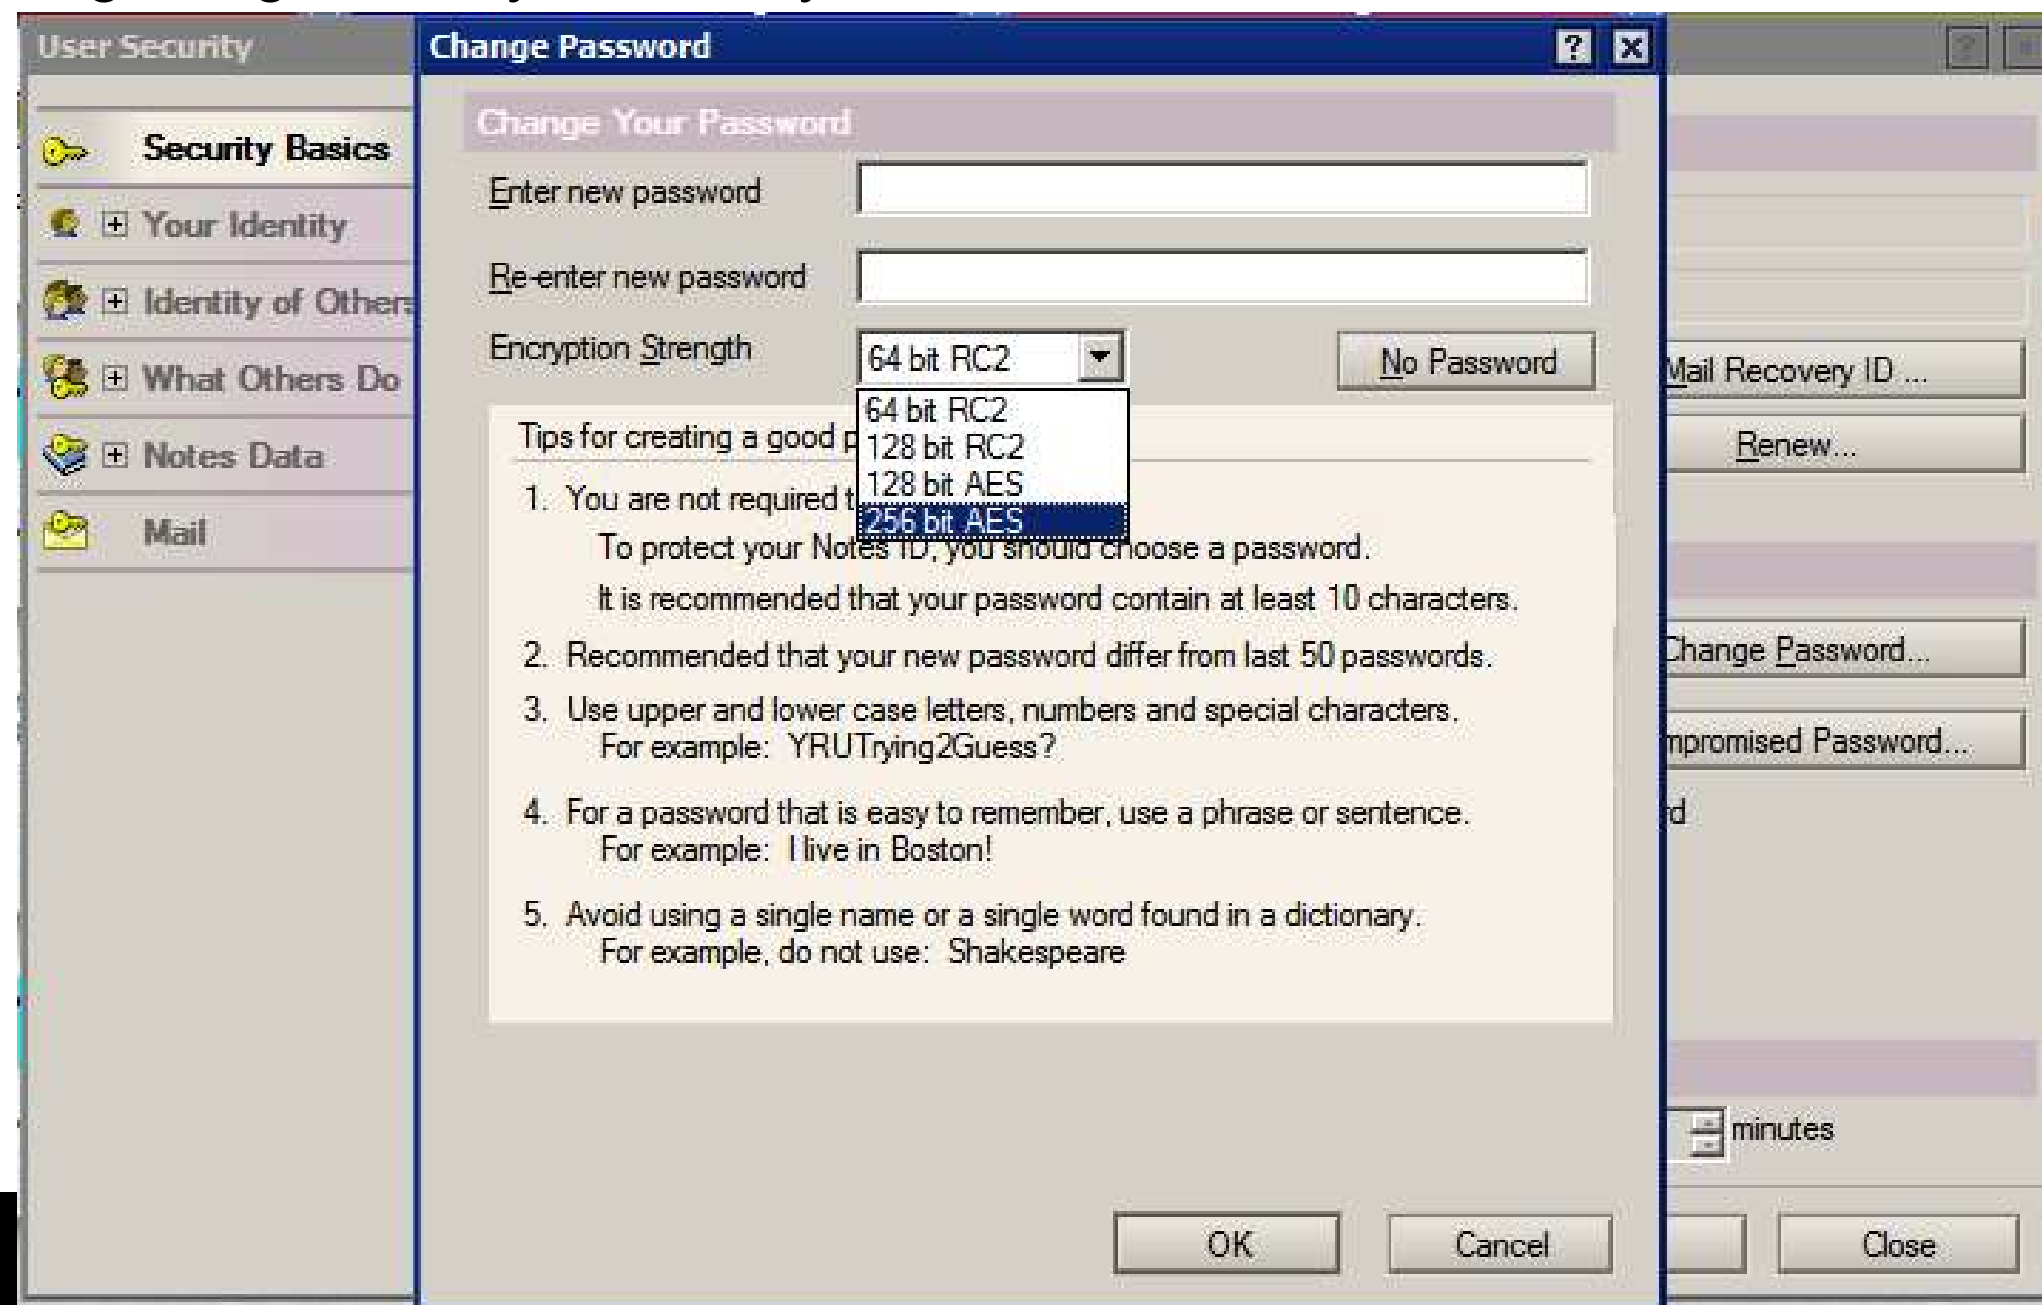 User Security
Change Password
Security Basics
Your Identity
Identity of Others
What Others Do
Notes Data
Mail
Change Your Password
Enter new password
Re-enter new password
Encryption Strength
64 bit RC2
No Password
64 bit RC2
128 bit RC2
128 bit AES
256 bit AES
Tips for creating a good p
1. You are not required t
To protect your Notes ID, you should choose a password.
It is recommended that your password contain at least 10 characters.
2. Recommended that your new password differ from last 50 passwords.
3. Use upper and lower case letters, numbers and special characters.
For example: YRUTrying2Guess?
4. For a password that is easy to remember, use a phrase or sentence.
For example: I live in Boston!
5. Avoid using a single name or a single word found in a dictionary.
For example, do not use: Shakespeare
OK
Cancel
Mail Recovery ID ...
Renew...
Change Password...
mpromised Password...
rd
minutes
Close